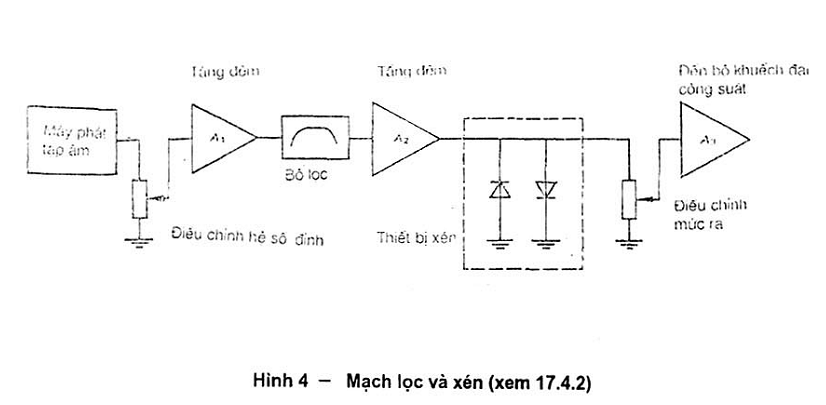 Tầng đệm
Tầng đệm
Đến bộ khuếch đại
công suất
Máy phát
tạp âm
A1
A2
A3
Bộ lọc
Điều chỉnh hệ số đỉnh
Thiết bị xén
Điều chỉnh
mức ra
Hình 4 – Mạch lọc và xén (xem 17.4.2)